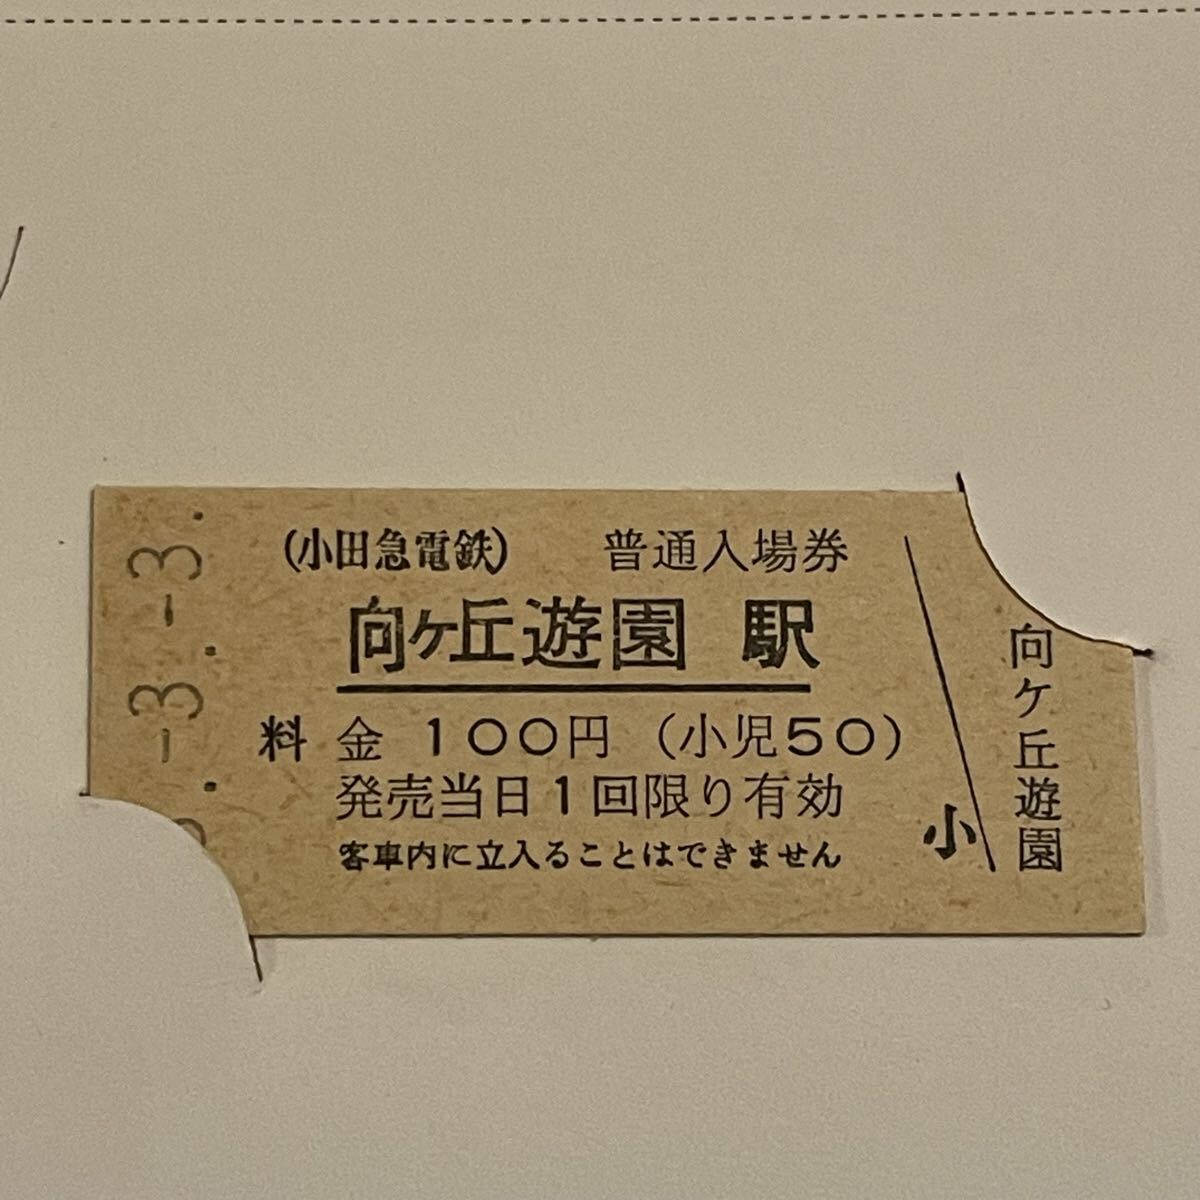 (小田急電鉄) 普通入場券
向ケ丘遊園 駅
料金 100円 (小児50)
発売当日1回限り有効
客車内に立入ることはできません
小
向ケ丘遊園
-3.-3.